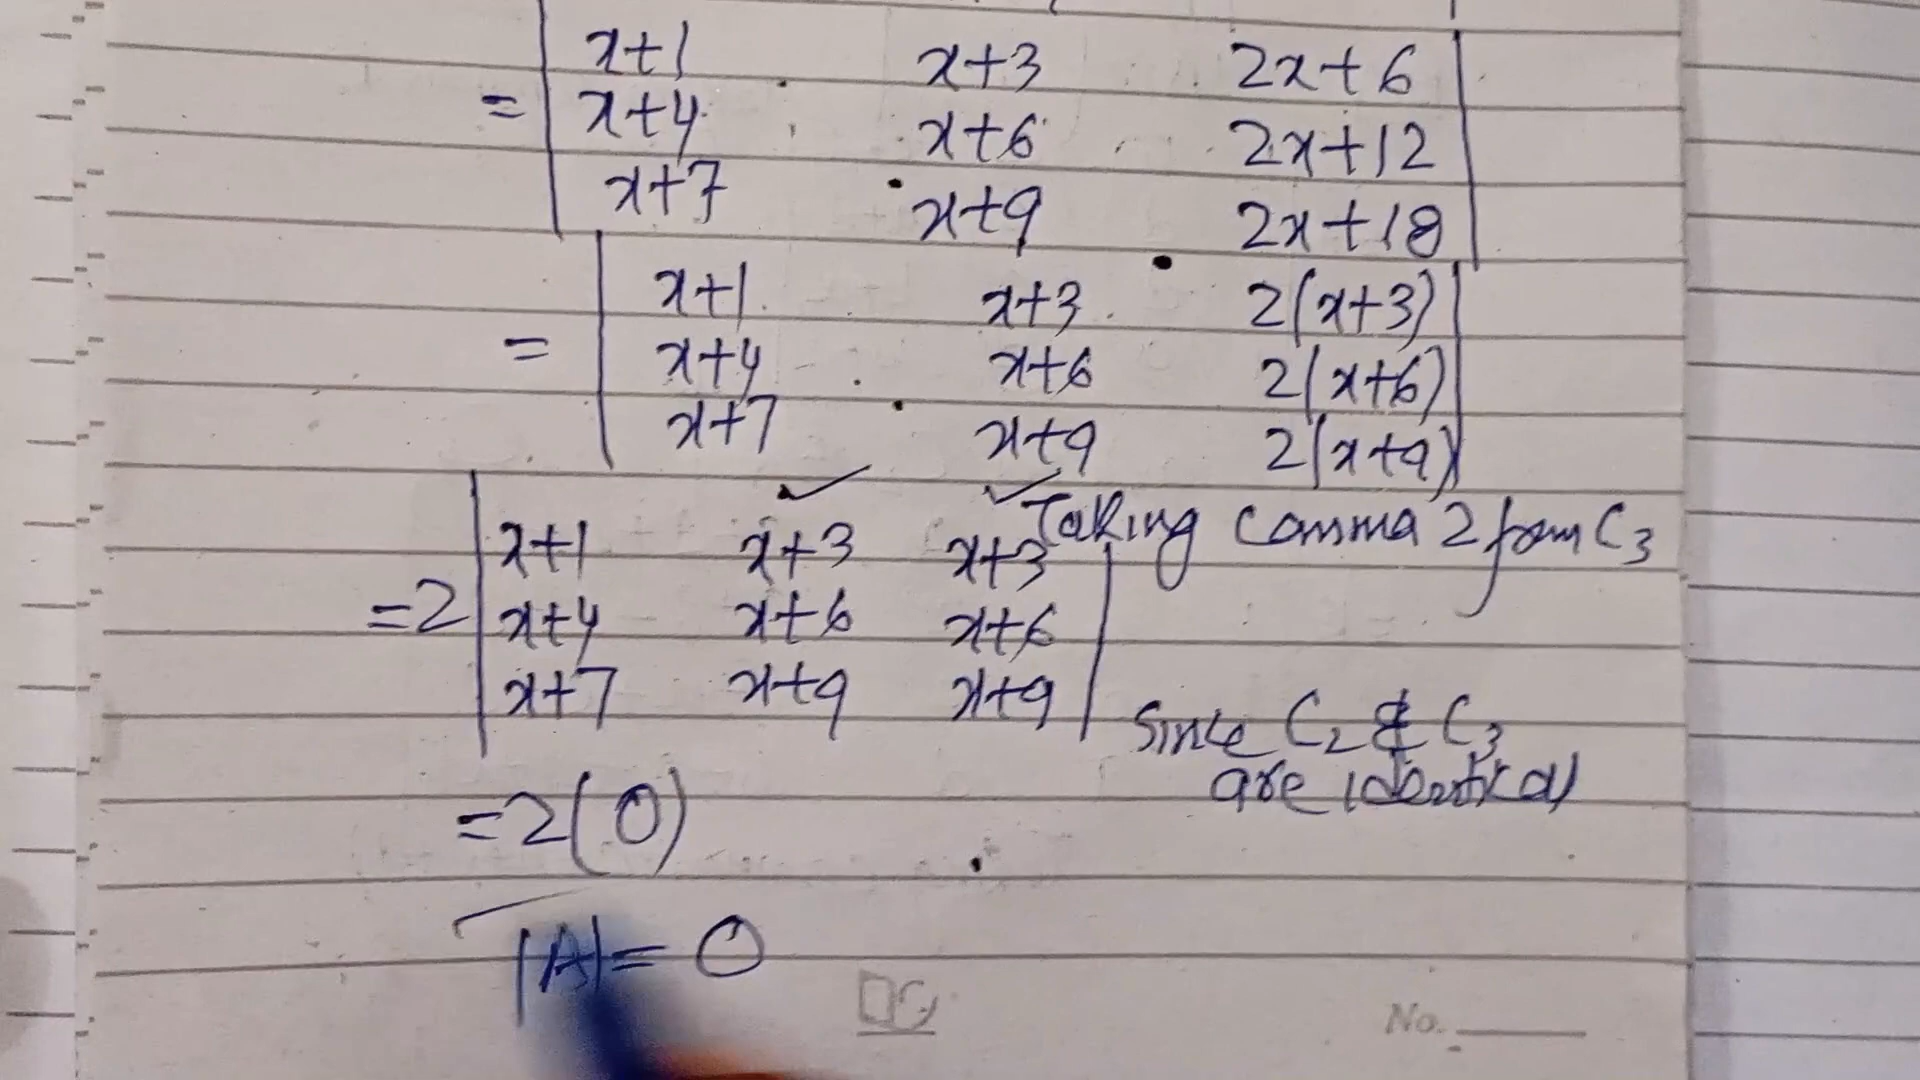 x+1 x+3 2x+6
= x+4 x+6 2x+12
x+7 x+9 2x+18
x+1 x+3 2(x+3)
= x+4 x+6 2(x+6)
x+7 x+9 2(x+9)
Taking Comma 2 from C3
x+1 x+3 x+3
=2 x+4 x+6 x+6
x+7 x+9 x+9
Since C2 & C3
are identical
=2(0)
|A|= 0
No.